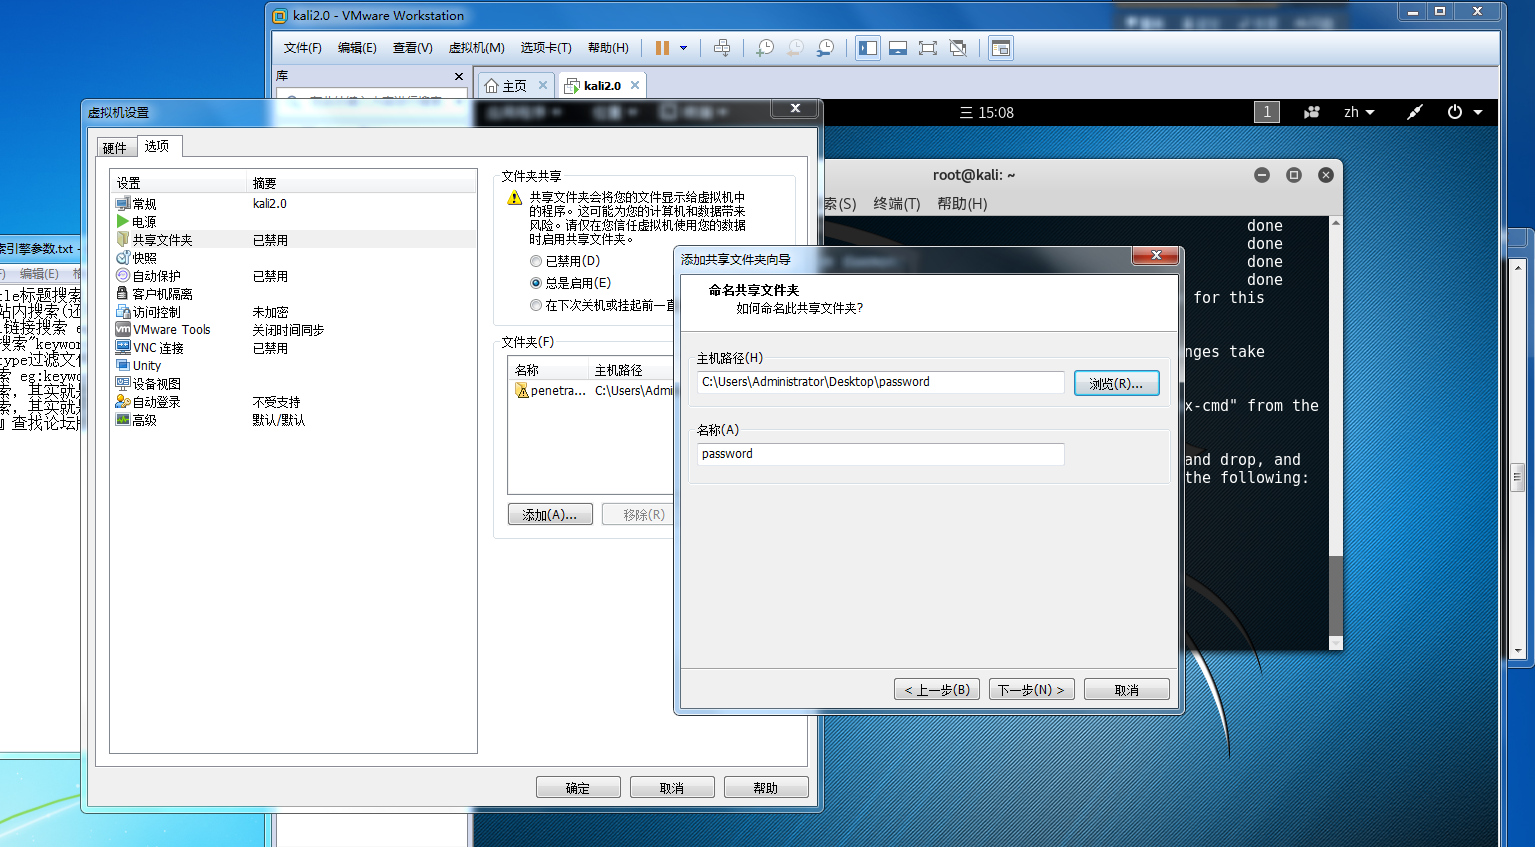 kali2.0 - VMware Workstation
文件(F) 编辑(E) 查看(V) 虚拟机(M) 选项卡(T) 帮助(H)
库
主页
kali2.0
三 15:08
1
zh
虚拟机设置
硬件
选项
设置 摘要
常规 kali2.0
电源
共享文件夹 已禁用
快照
自动保护 已禁用
客户机隔离
访问控制 未加密
VMware Tools 关闭时间同步
VNC 连接 已禁用
Unity
设备视图
自动登录 不受支持
高级 默认/默认
文件夹共享
共享文件夹会将您的文件显示给虚拟机中
的程序。这可能为您的计算机和数据带来
风险。请仅在您信任虚拟机使用您的数据
时启用共享文件夹。
已禁用(D)
总是启用(E)
在下次关机或挂起前一直
文件夹(F)
名称 主机路径
penetra... C:\Users\Admi
添加(A)... 移除(R)
确定 取消 帮助
添加共享文件夹向导
命名共享文件夹
如何命名此共享文件夹?
主机路径(H)
C:\Users\Administrator\Desktop\password
浏览(R)...
名称(A)
password
< 上一步(B) 下一步(N) > 取消
root@kali: ~
索(S) 终端(T) 帮助(H)
done
done
done
done
for this
nges take
x-cmd" from the
and drop, and
the following:
索引擎参数.txt -
编辑(E)
tle标题搜索
站内搜索(还
链接搜索
搜索"keywor
type过滤文件
索 eg:keywo
索, 其实就是
索, 其实就是
查找论坛版